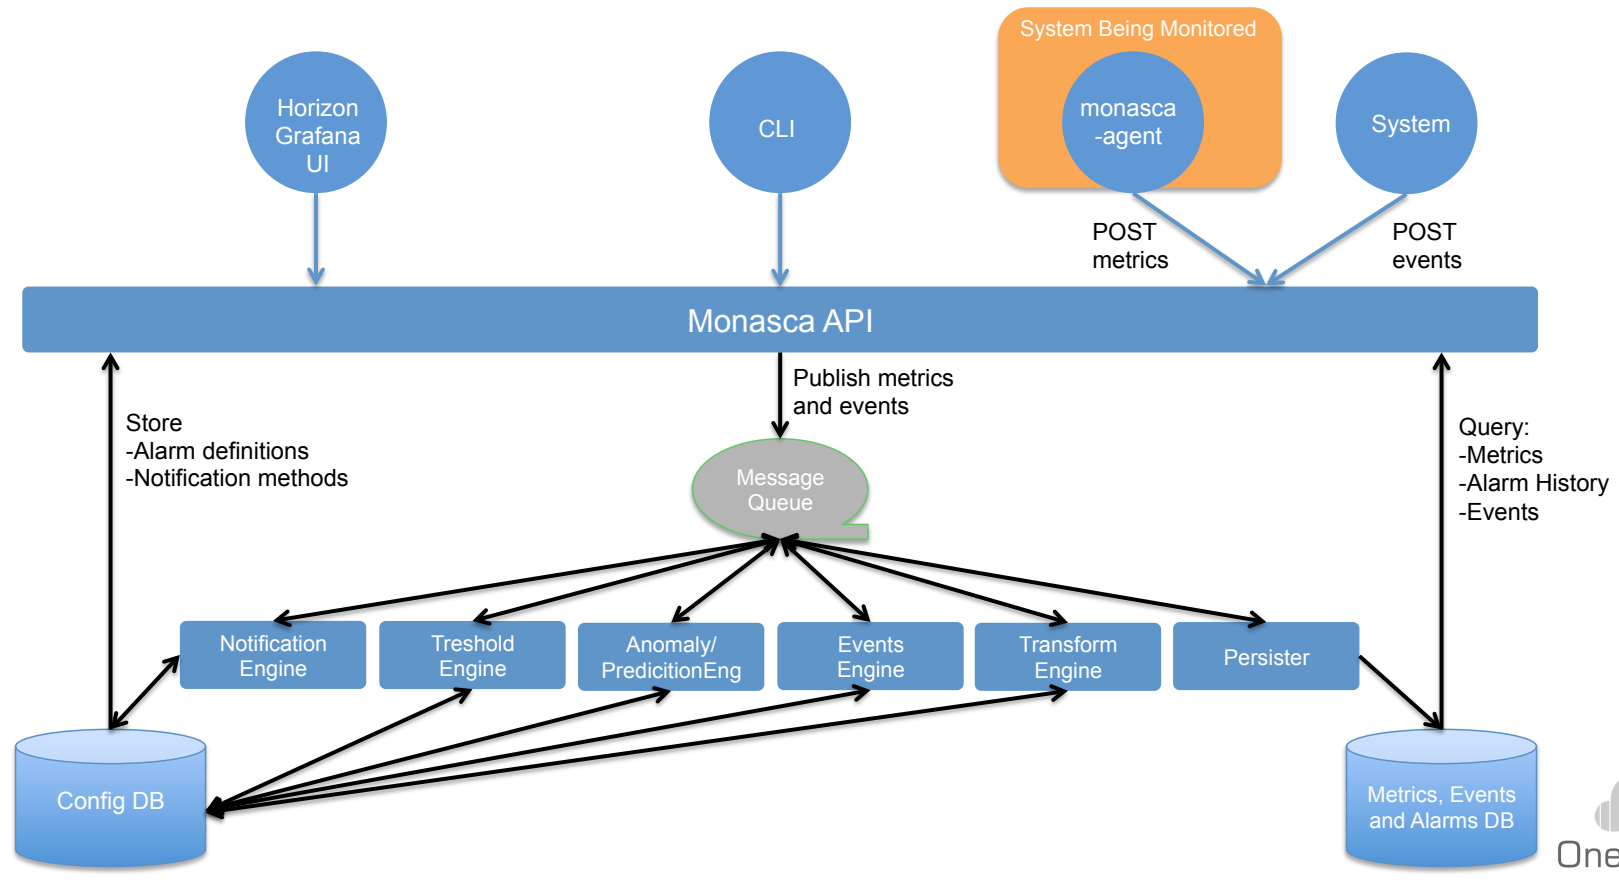 System Being Monitored
Horizon
Grafana
UI
CLI
monasca
-agent
System
POST
metrics
POST
events
Monasca API
Publish metrics
and events
Store
-Alarm definitions
-Notification methods
Query:
-Metrics
-Alarm History
-Events
Message
Queue
Notification
Engine
Treshold
Engine
Anomaly/
PredicitionEng
Events
Engine
Transform
Engine
Persister
Config DB
Metrics, Events
and Alarms DB
One